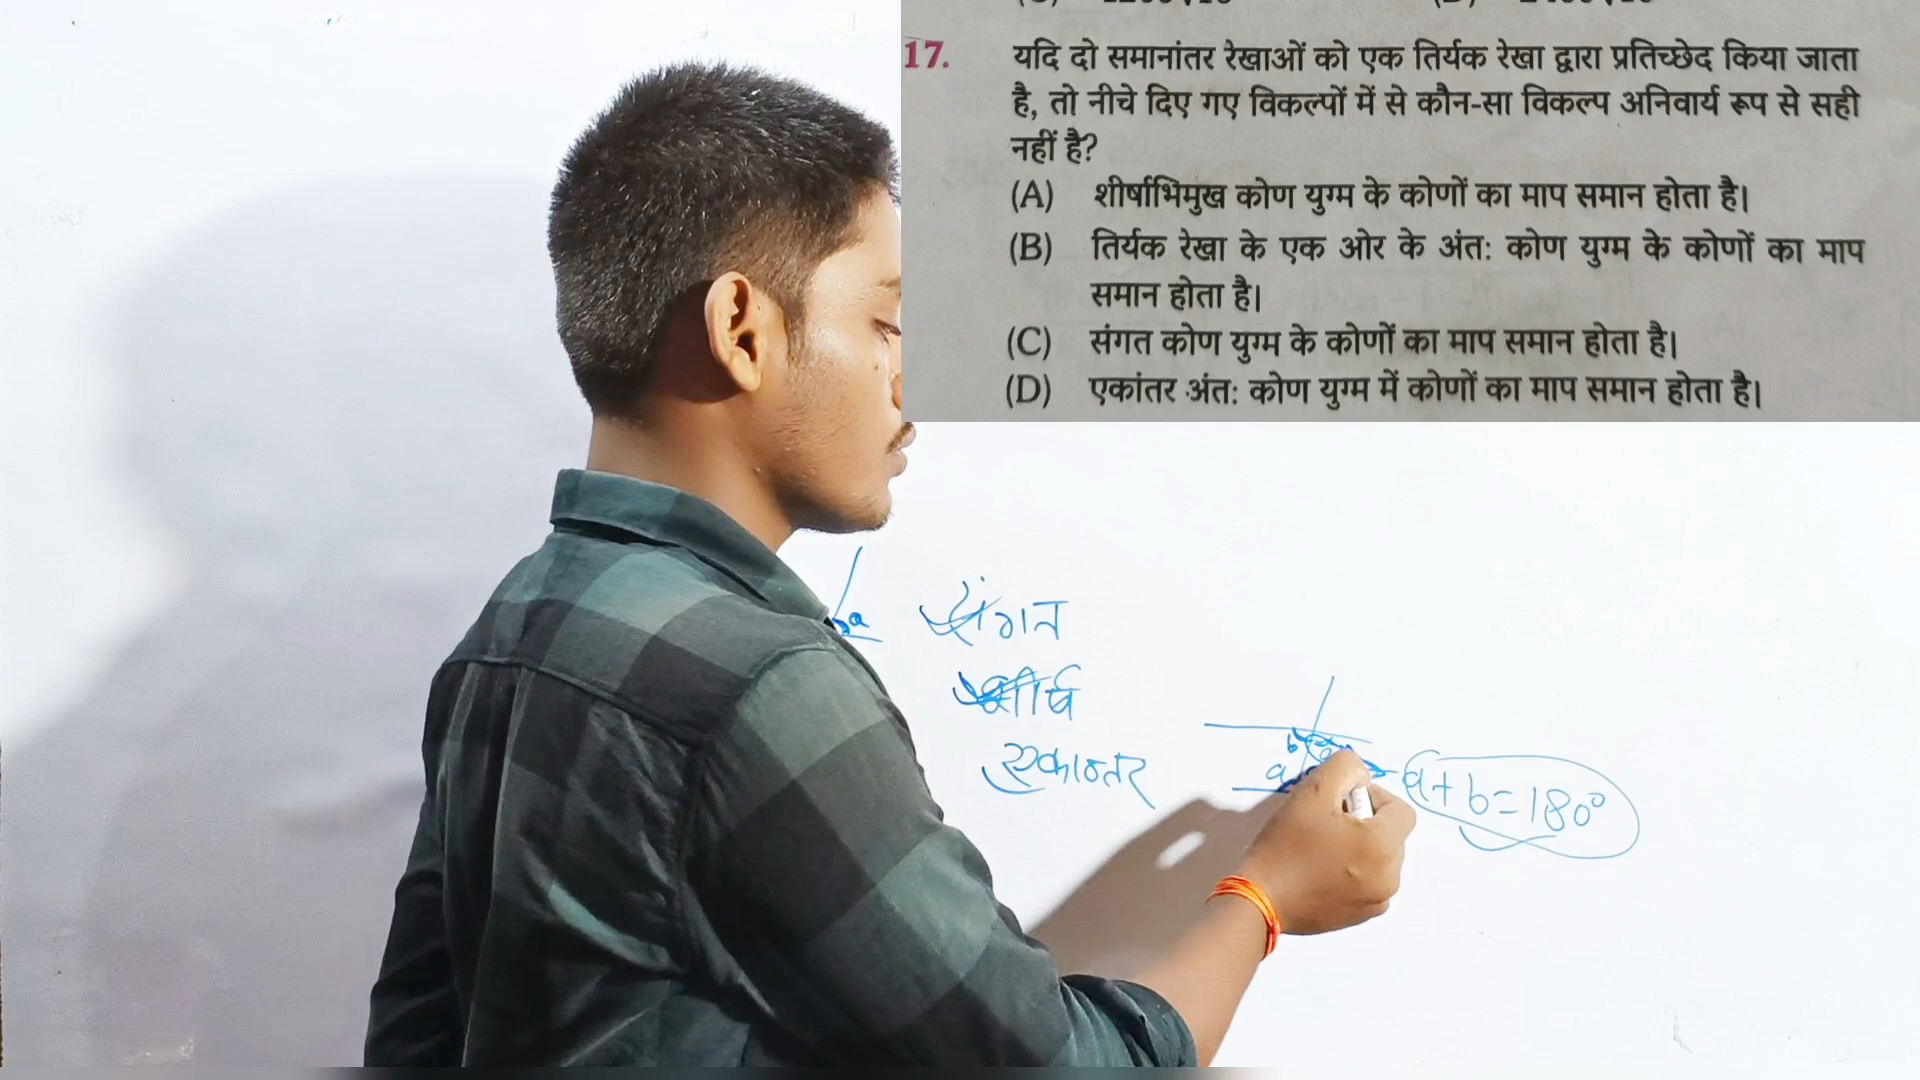 17. यदि दो समानांतर रेखाओं को एक तिर्यक रेखा द्वारा प्रतिच्छेद किया जाता
है, तो नीचे दिए गए विकल्पों में से कौन-सा विकल्प अनिवार्य रूप से सही
नहीं है?
(A) शीर्षाभिमुख कोण युग्म के कोणों का माप समान होता है।
(B) तिर्यक रेखा के एक ओर के अंत: कोण युग्म के कोणों का माप
समान होता है।
(C) संगत कोण युग्म के कोणों का माप समान होता है।
(D) एकांतर अंत: कोण युग्म में कोणों का माप समान होता है।
a संगत
शीर्ष
एकान्तर
b
a
a+b=180°